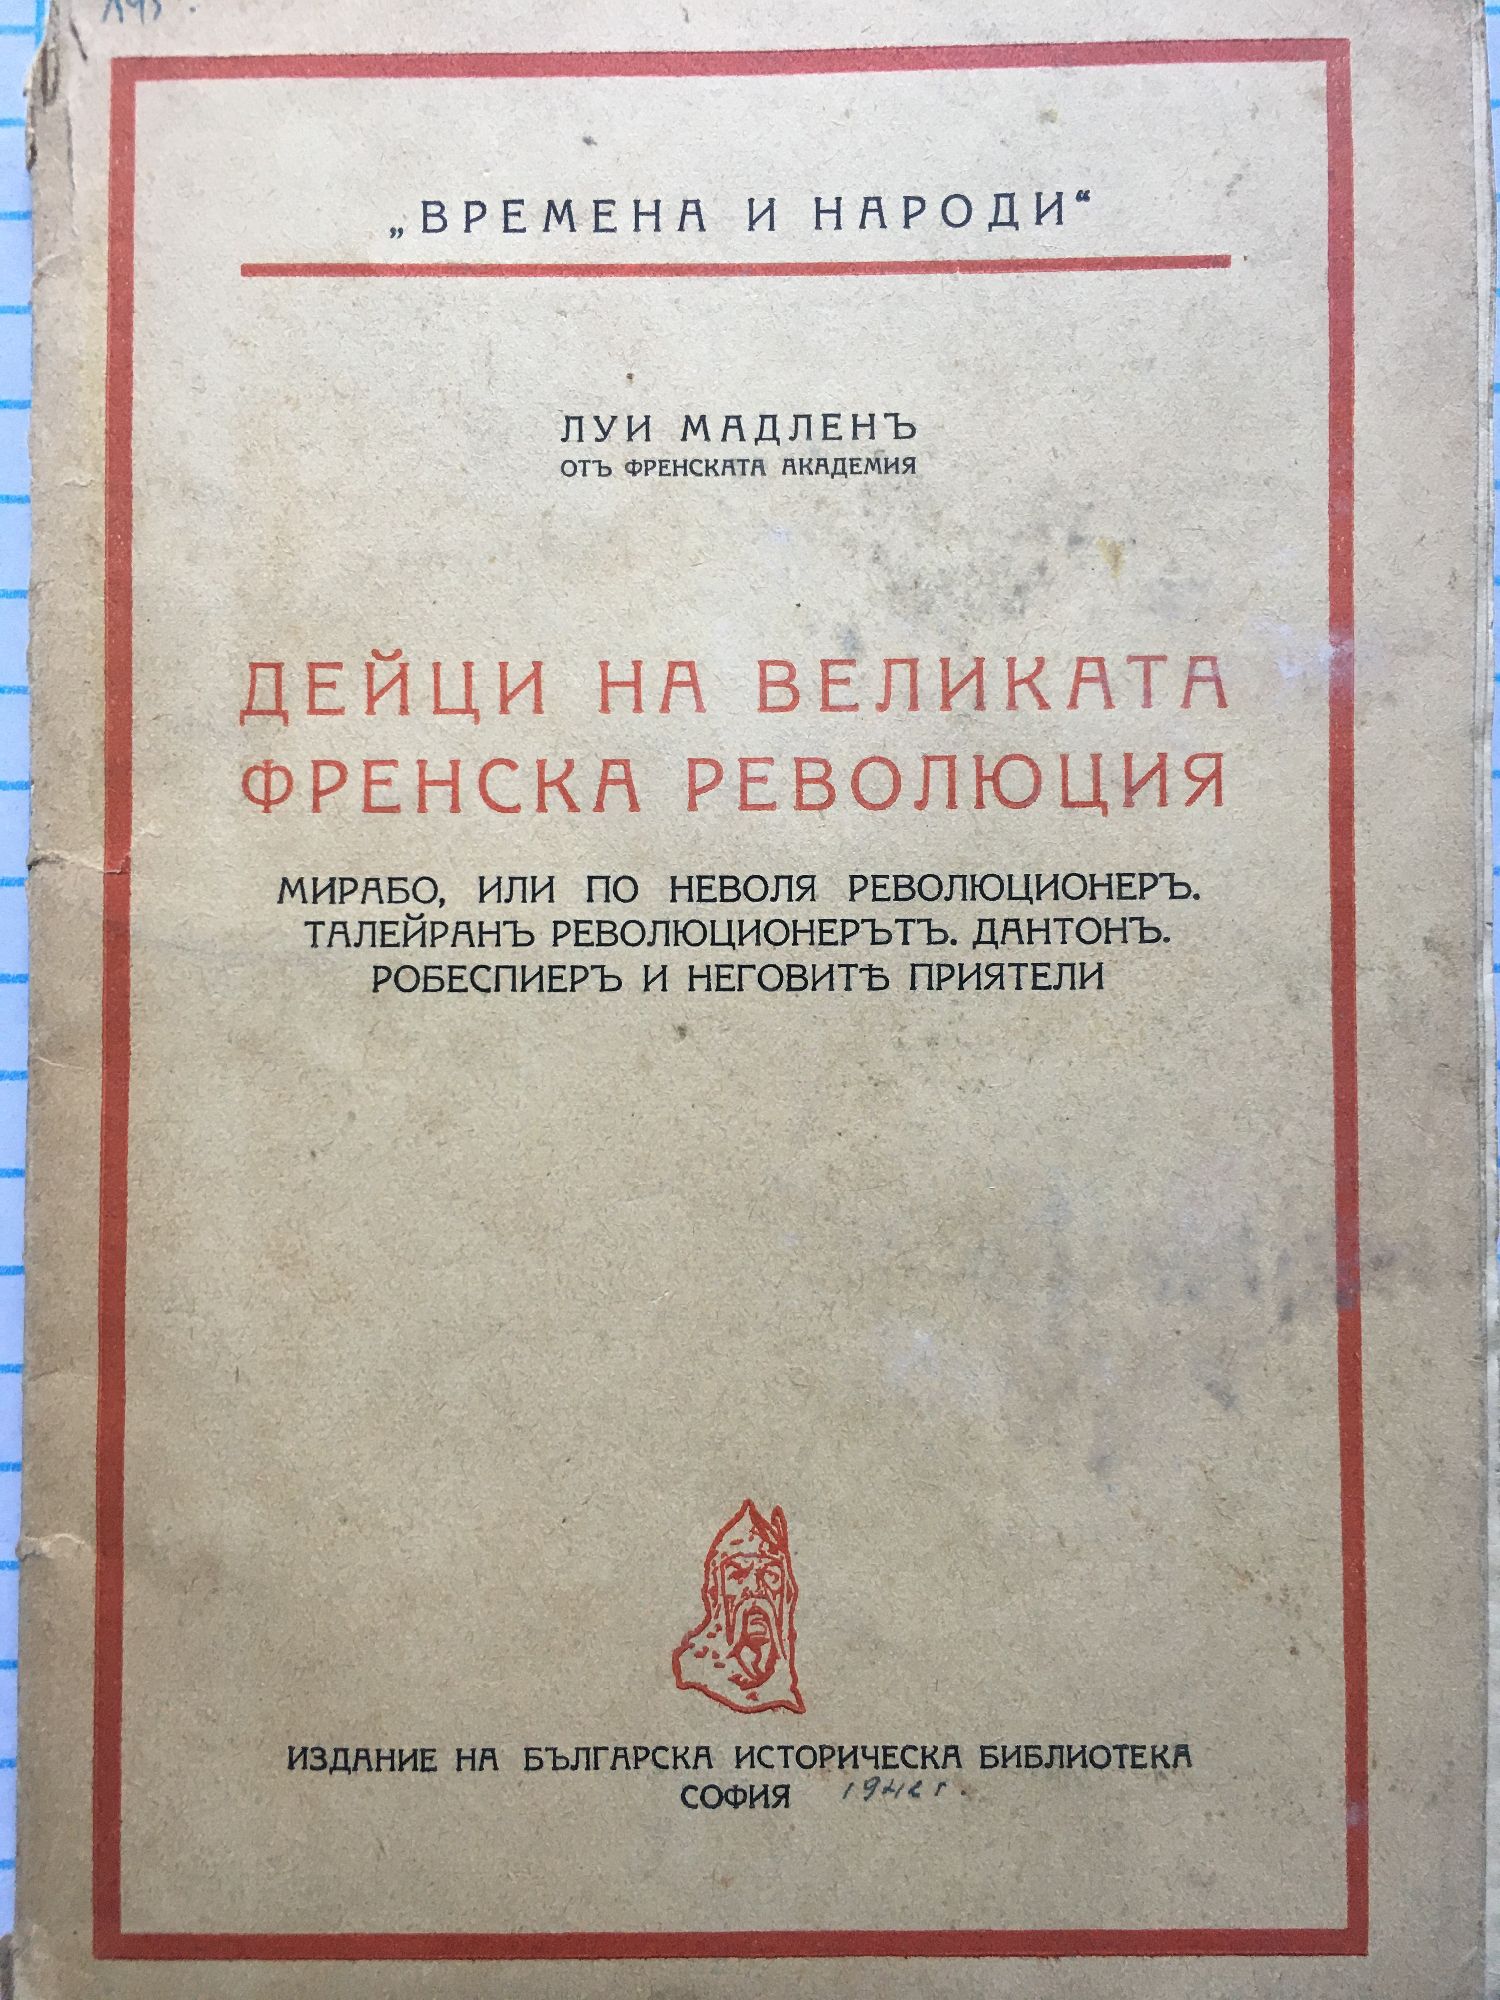 „ВРЕМЕНА И НАРОДИ“
ЛУИ МАДЛЕНЪ
ОТЪ ФРЕНСКАТА АКАДЕМИЯ
ДЕЙЦИ НА ВЕЛИКАТА
ФРЕНСКА РЕВОЛЮЦИЯ
МИРАБО, ИЛИ ПО НЕВОЛЯ РЕВОЛЮЦИОНЕРЪ.
ТАЛЕЙРАНЪ РЕВОЛЮЦИОНЕРЪТЪ. ДАНТОНЪ.
РОБЕСПИЕРЪ И НЕГОВИТѢ ПРИЯТЕЛИ
ИЗДАНИЕ НА БЪЛГАРСКА ИСТОРИЧЕСКА БИБЛИОТЕКА
СОФИЯ